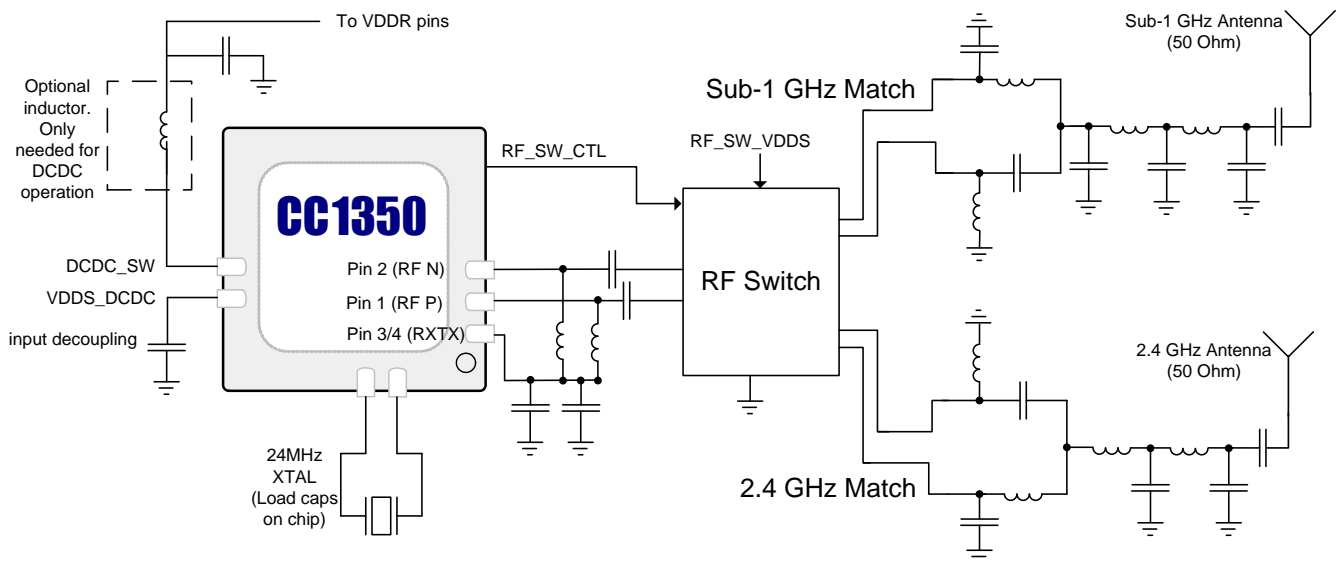 To VDDR pins
Optional
inductor.
Only
needed for
DCDC
operation
Sub-1 GHz Antenna
(50 Ohm)
Sub-1 GHz Match
RF_SW_CTL
RF_SW_VDDS
CC1350
DCDC_SW
VDDS_DCDC
input decoupling
Pin 2 (RF N)
Pin 1 (RF P)
Pin 3/4 (RXTX)
RF Switch
2.4 GHz Antenna
(50 Ohm)
24MHz
XTAL
(Load caps
on chip)
2.4 GHz Match